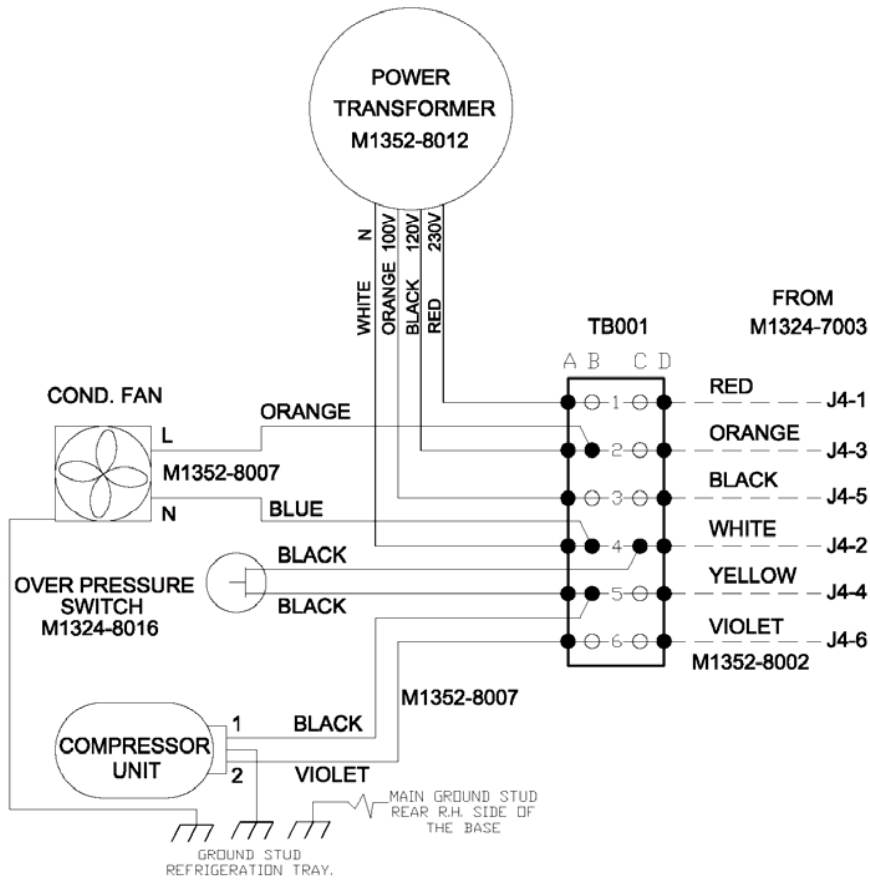 POWER
TRANSFORMER
M1352-8012
N
100V
120V
230V
WHITE
ORANGE
BLACK
RED
FROM
M1324-7003
TB001
A B C D
COND. FAN
L
N
M1352-8007
ORANGE
BLUE
1
2
3
4
5
6
RED
J4-1
ORANGE
J4-3
BLACK
J4-5
WHITE
J4-2
YELLOW
J4-4
VIOLET
J4-6
M1352-8002
OVER PRESSURE
SWITCH
M1324-8016
BLACK
BLACK
M1352-8007
COMPRESSOR
UNIT
1
2
BLACK
VIOLET
MAIN GROUND STUD
REAR R.H. SIDE OF
THE BASE
GROUND STUD
REFRIGERATION TRAY.